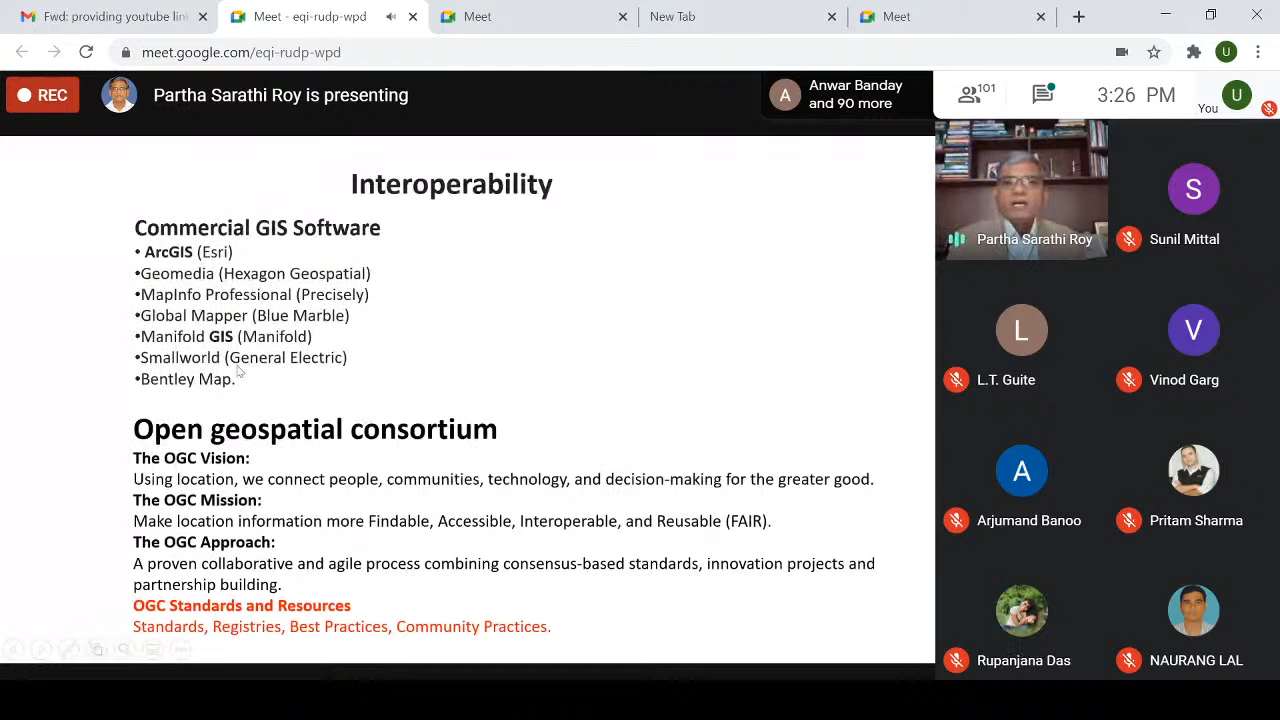 Fwd: providing youtube link
Meet - eqi-rudp-wpd
Meet
New Tab
Meet
meet.google.com/eqi-rudp-wpd
U
REC
Partha Sarathi Roy is presenting
A
Anwar Banday
and 90 more
101
3:26 PM
You
U
Interoperability
Commercial GIS Software
• ArcGIS (Esri)
•Geomedia (Hexagon Geospatial)
•MapInfo Professional (Precisely)
•Global Mapper (Blue Marble)
•Manifold GIS (Manifold)
•Smallworld (General Electric)
•Bentley Map.
Open geospatial consortium
The OGC Vision:
Using location, we connect people, communities, technology, and decision-making for the greater good.
The OGC Mission:
Make location information more Findable, Accessible, Interoperable, and Reusable (FAIR).
The OGC Approach:
A proven collaborative and agile process combining consensus-based standards, innovation projects and
partnership building.
OGC Standards and Resources
Standards, Registries, Best Practices, Community Practices.
Partha Sarathi Roy
S
Sunil Mittal
L
L.T. Guite
V
Vinod Garg
A
Arjumand Banoo
Pritam Sharma
Rupanjana Das
NAURANG LAL